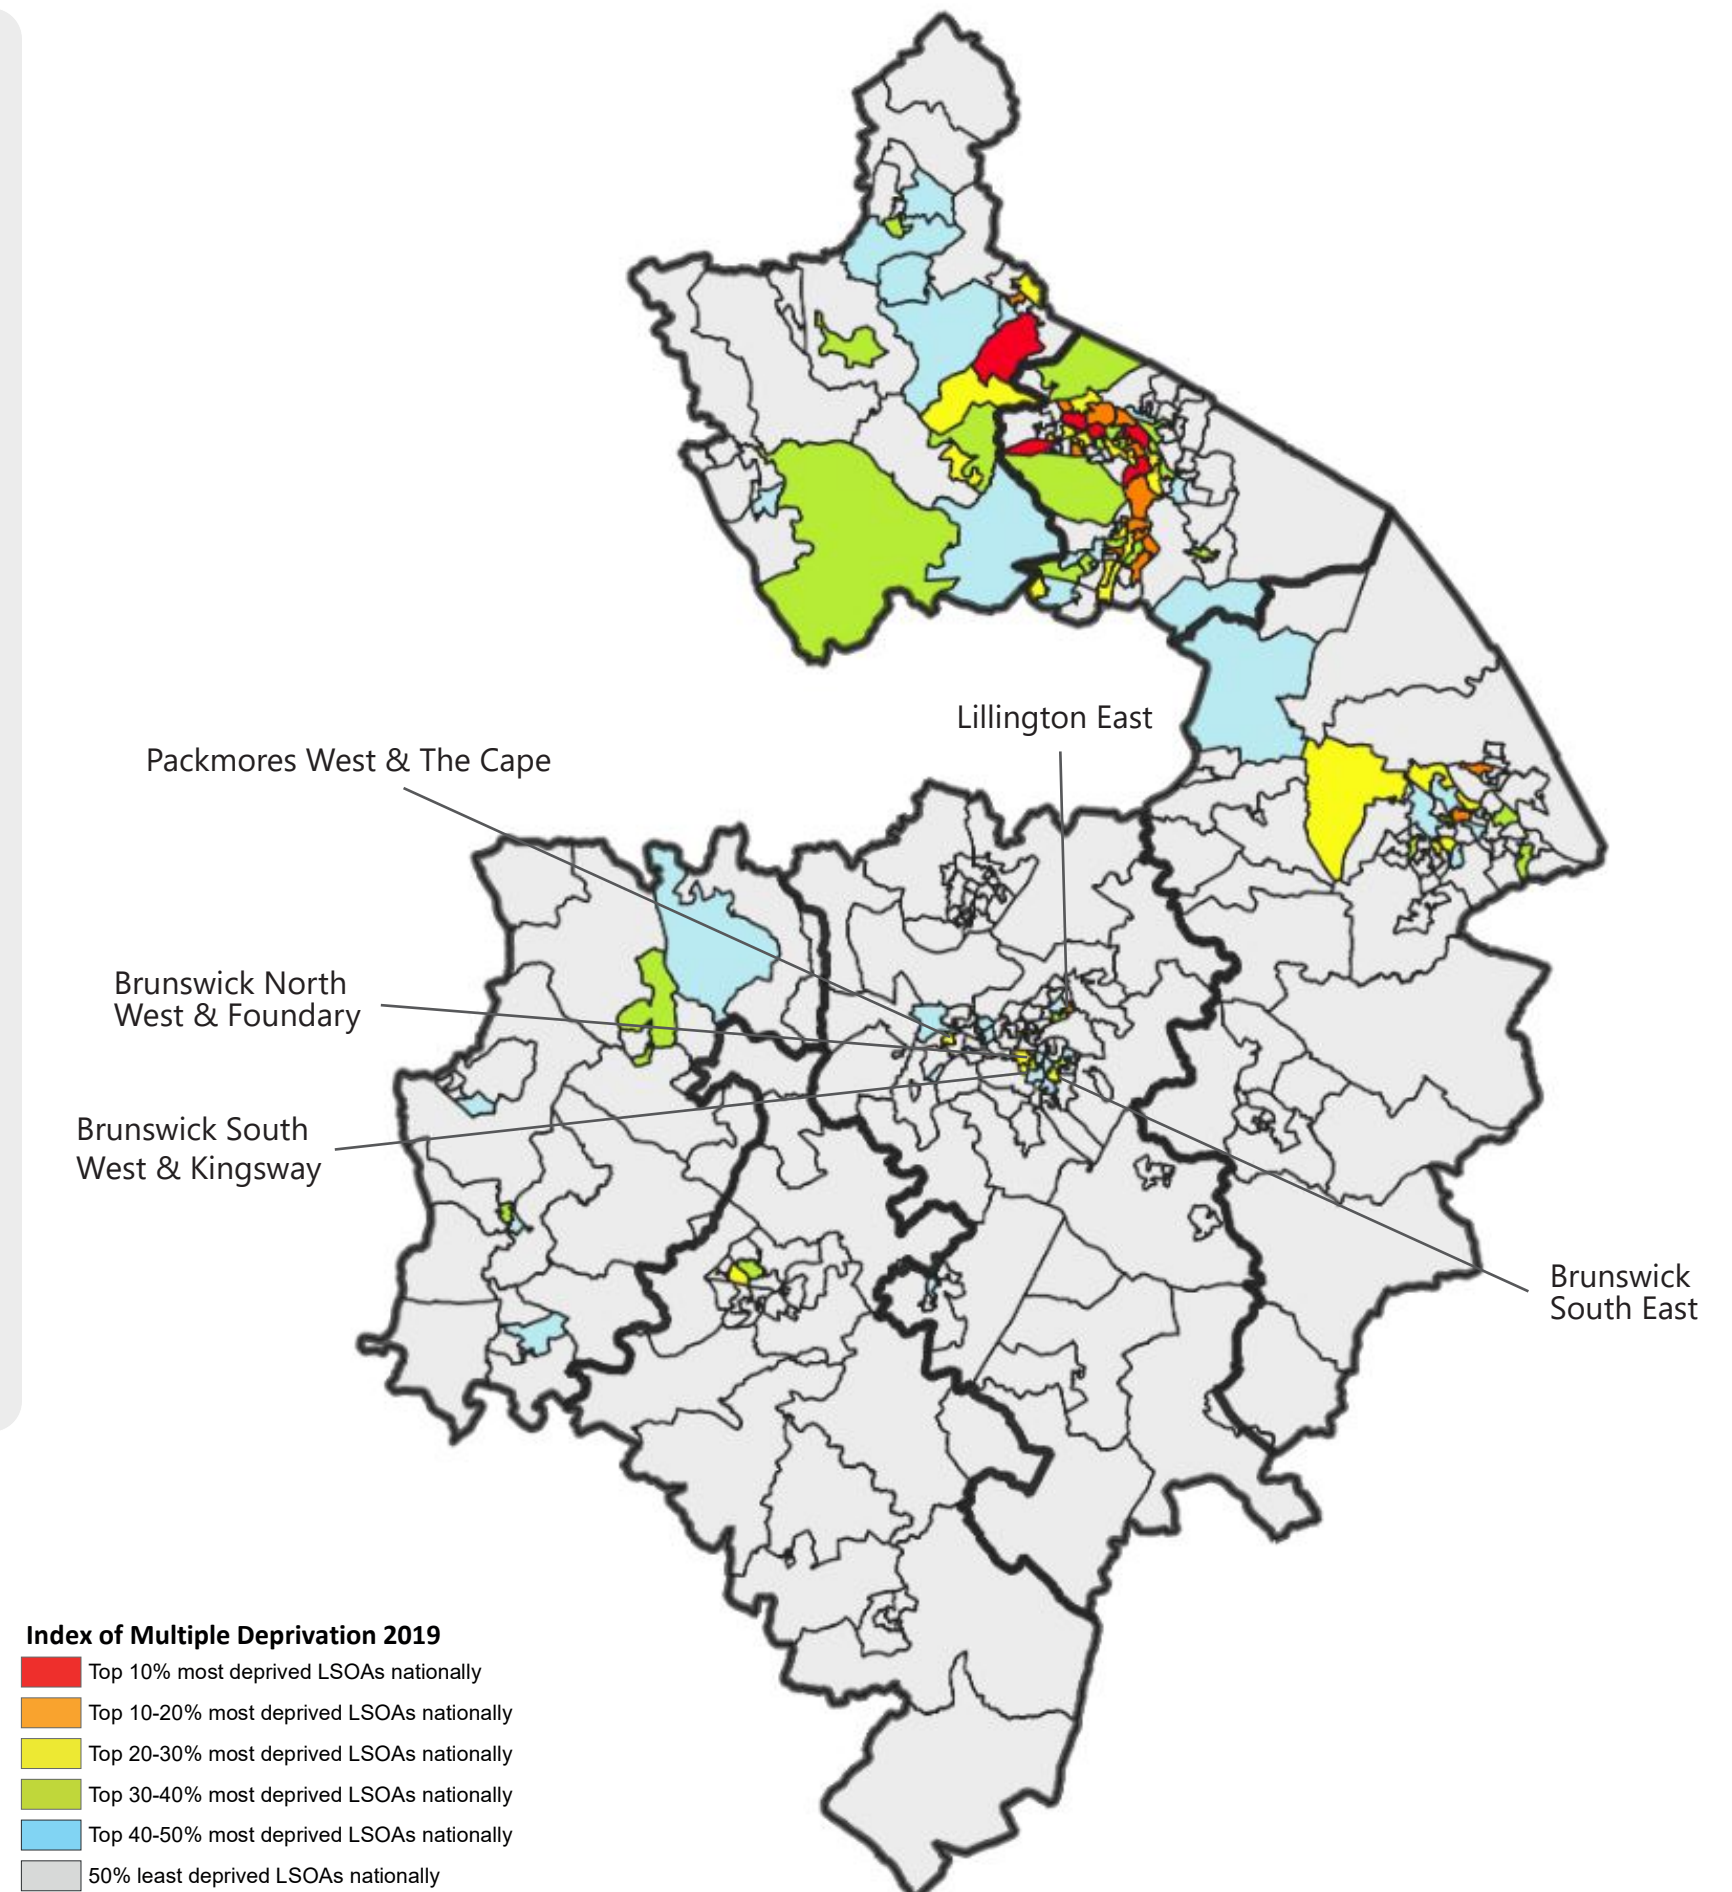 Lillington East
Packmores West & The Cape
Brunswick North
West & Foundary
Brunswick South
West & Kingsway
Brunswick
South East
Index of Multiple Deprivation 2019
Top 10% most deprived LSOAs nationally
Top 10-20% most deprived LSOAs nationally
Top 20-30% most deprived LSOAs nationally
Top 30-40% most deprived LSOAs nationally
Top 40-50% most deprived LSOAs nationally
50% least deprived LSOAs nationally